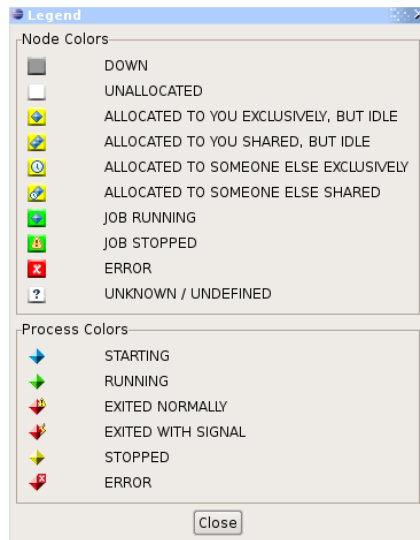 Legend
Node Colors
DOWN
UNALLOCATED
ALLOCATED TO YOU EXCLUSIVELY, BUT IDLE
ALLOCATED TO YOU SHARED, BUT IDLE
ALLOCATED TO SOMEONE ELSE EXCLUSIVELY
ALLOCATED TO SOMEONE ELSE SHARED
JOB RUNNING
JOB STOPPED
ERROR
? UNKNOWN / UNDEFINED
Process Colors
STARTING
RUNNING
EXITED NORMALLY
EXITED WITH SIGNAL
STOPPED
ERROR
Close